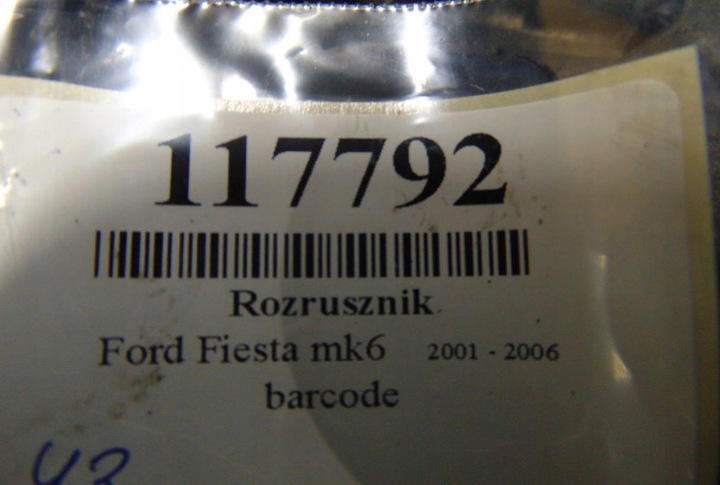 117792
Rozrusznik
Ford Fiesta mk6 2001 - 2006
barcode